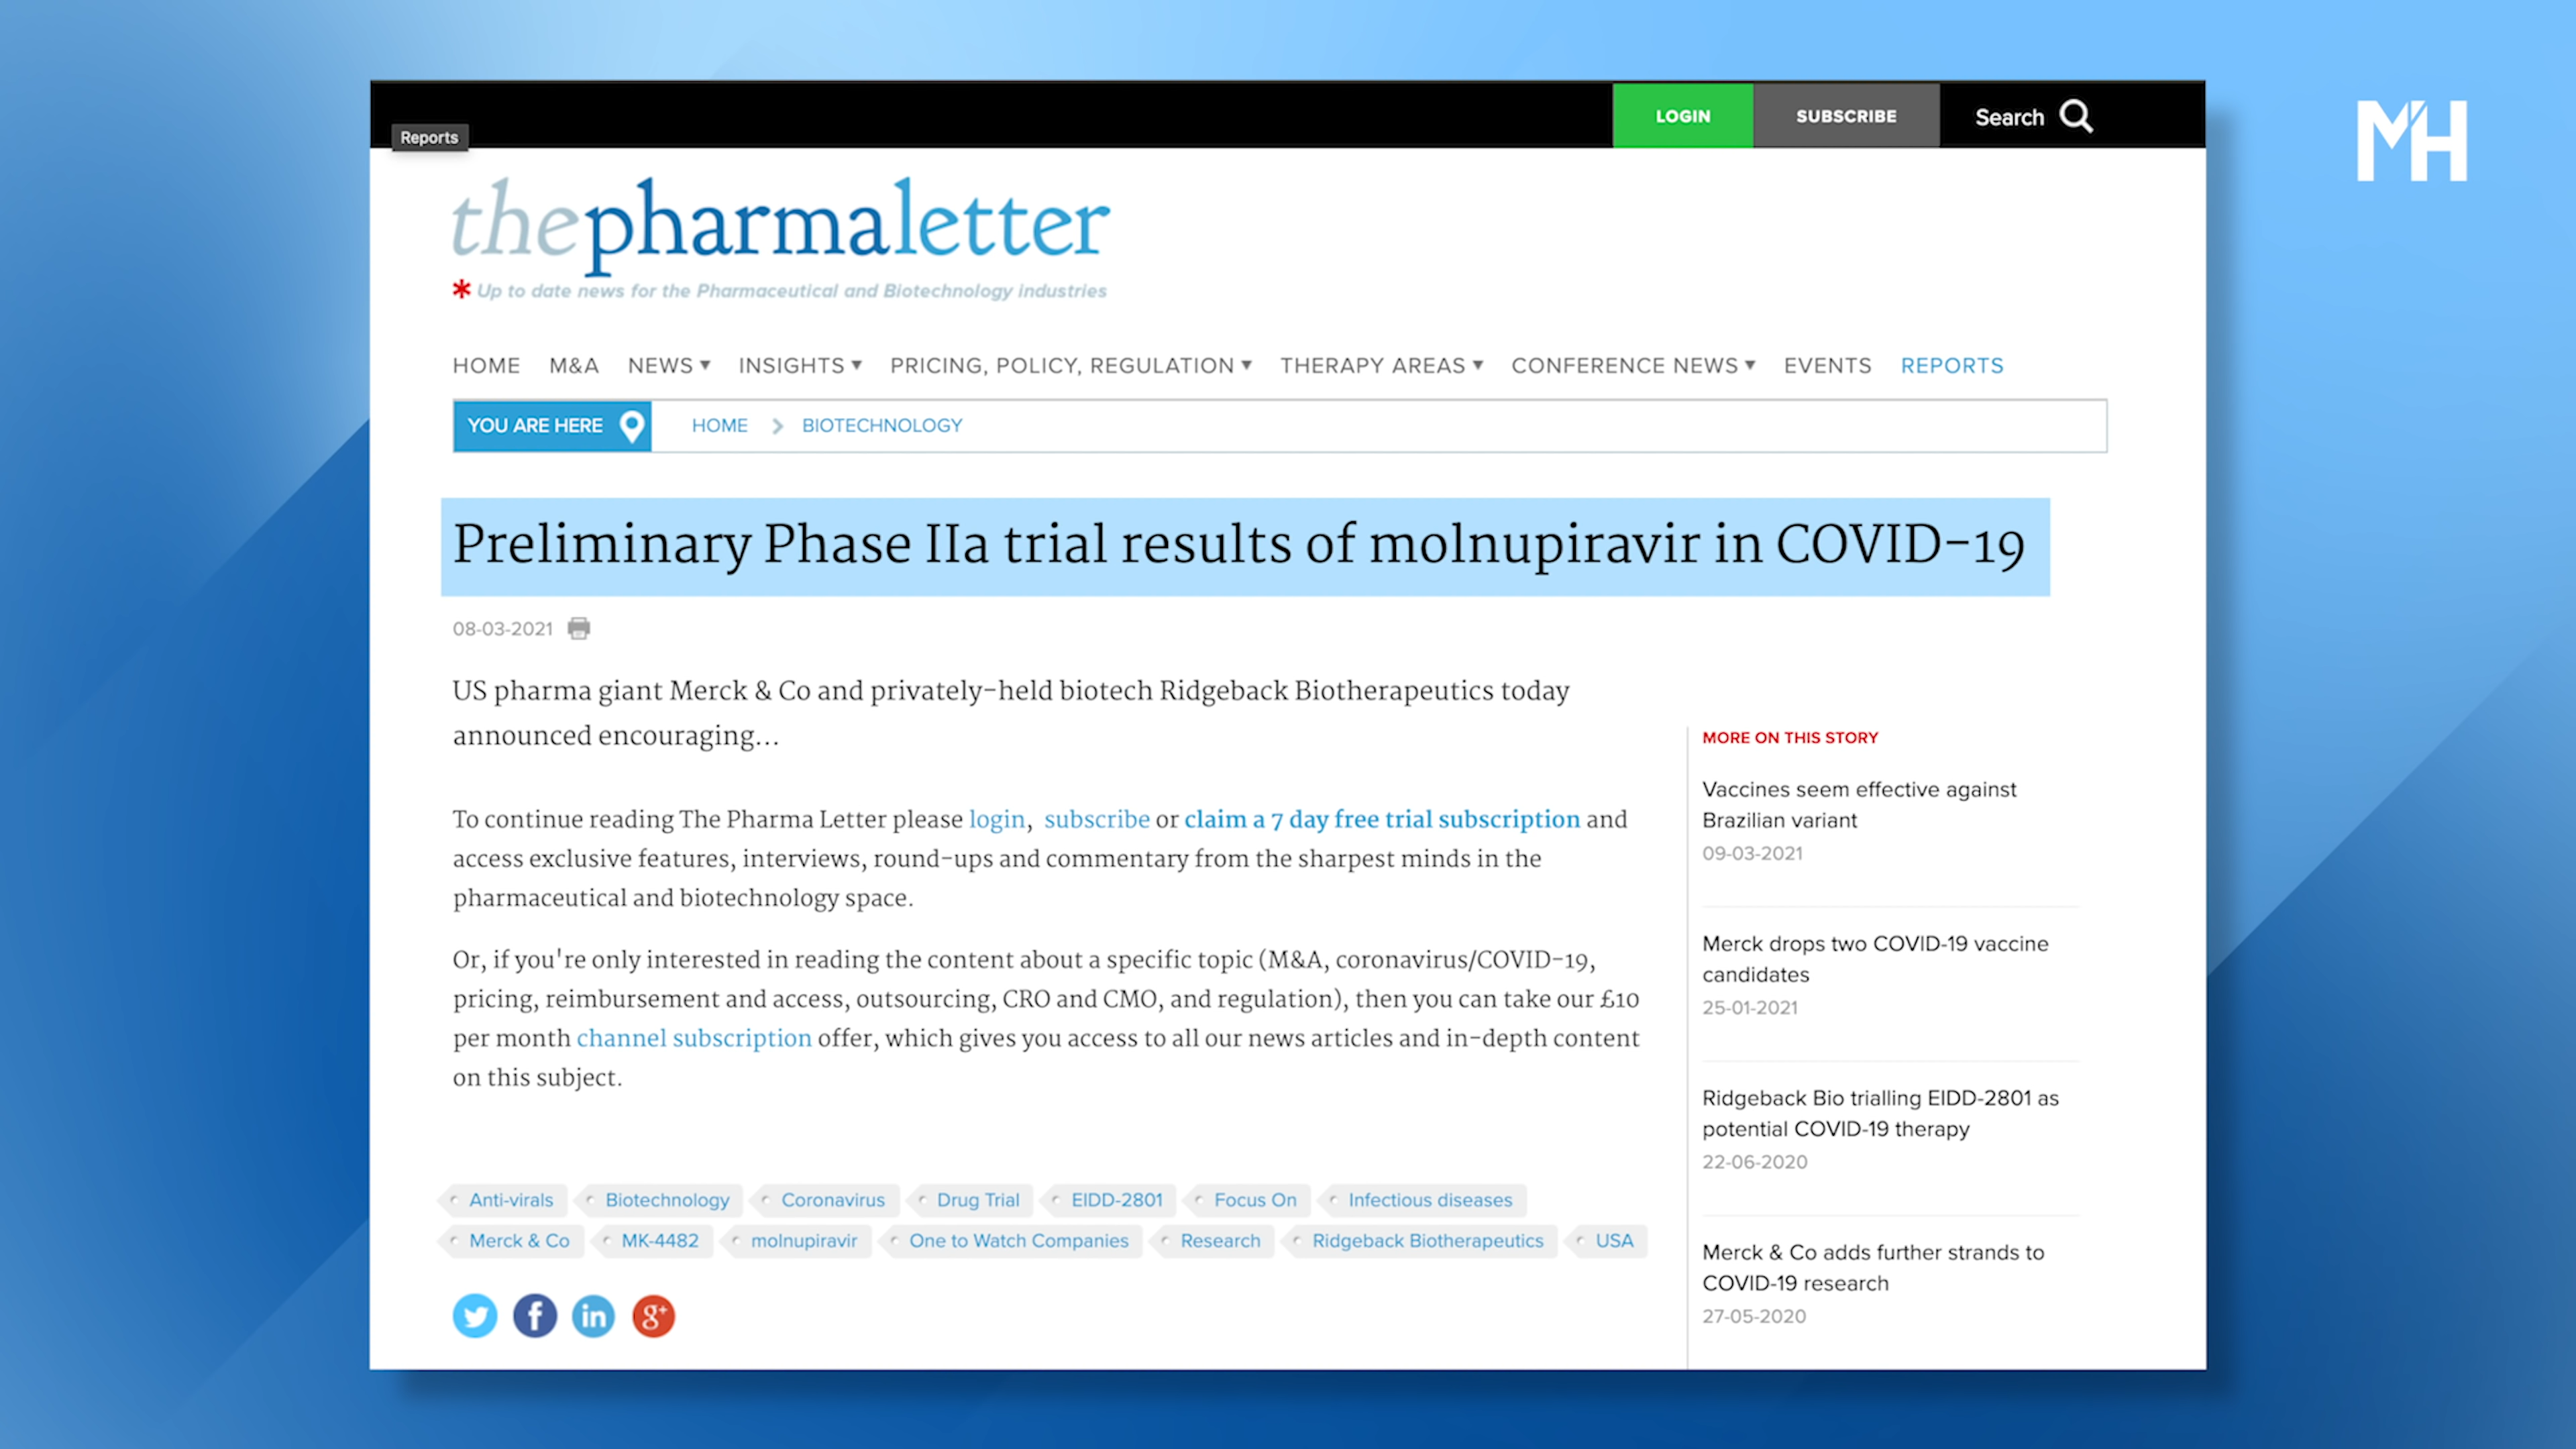 LOGIN SUBSCRIBE Search
Reports
MH
thepharmaletter
* Up to date news for the Pharmaceutical and Biotechnology industries
HOME M&A NEWS INSIGHTS PRICING, POLICY, REGULATION THERAPY AREAS CONFERENCE NEWS EVENTS REPORTS
YOU ARE HERE HOME BIOTECHNOLOGY
Preliminary Phase IIa trial results of molnupiravir in COVID-19
08-03-2021
US pharma giant Merck & Co and privately-held biotech Ridgeback Biotherapeutics today
announced encouraging...
To continue reading The Pharma Letter please login, subscribe or claim a 7 day free trial subscription and
access exclusive features, interviews, round-ups and commentary from the sharpest minds in the
pharmaceutical and biotechnology space.
Or, if you're only interested in reading the content about a specific topic (M&A, coronavirus/COVID-19,
pricing, reimbursement and access, outsourcing, CRO and CMO, and regulation), then you can take our £10
per month channel subscription offer, which gives you access to all our news articles and in-depth content
on this subject.
Anti-virals Biotechnology Coronavirus Drug Trial EIDD-2801 Focus On Infectious diseases
Merck & Co MK-4482 molnupiravir One to Watch Companies Research Ridgeback Biotherapeutics USA
f in g+
MORE ON THIS STORY
Vaccines seem effective against
Brazilian variant
09-03-2021
Merck drops two COVID-19 vaccine
candidates
25-01-2021
Ridgeback Bio trialling EIDD-2801 as
potential COVID-19 therapy
22-06-2020
Merck & Co adds further strands to
COVID-19 research
27-05-2020